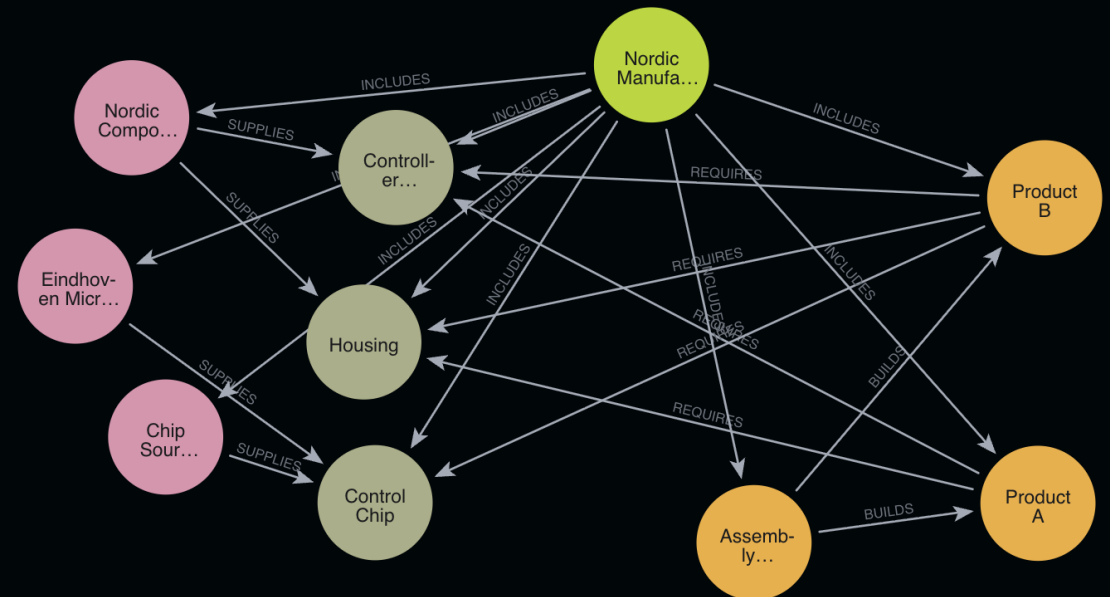 Nordic
Manufa…
INCLUDES
Nordic
Compo…
SUPPLIES
INCLUDES
INCLUDES
Controll-
er…
REQUIRES
Product
B
SUPPLIES
INCLUDES
INCLUDES
REQUIRES
INCLUDES
INCLUDES
Eindhov-
en Micr…
INCLUDES
REQUIRES
REQUIRES
Housing
SUPPLIES
BUILDS
REQUIRES
Chip
Sour…
SUPPLIES
Control
Chip
Product
A
BUILDS
Assemb-
ly…